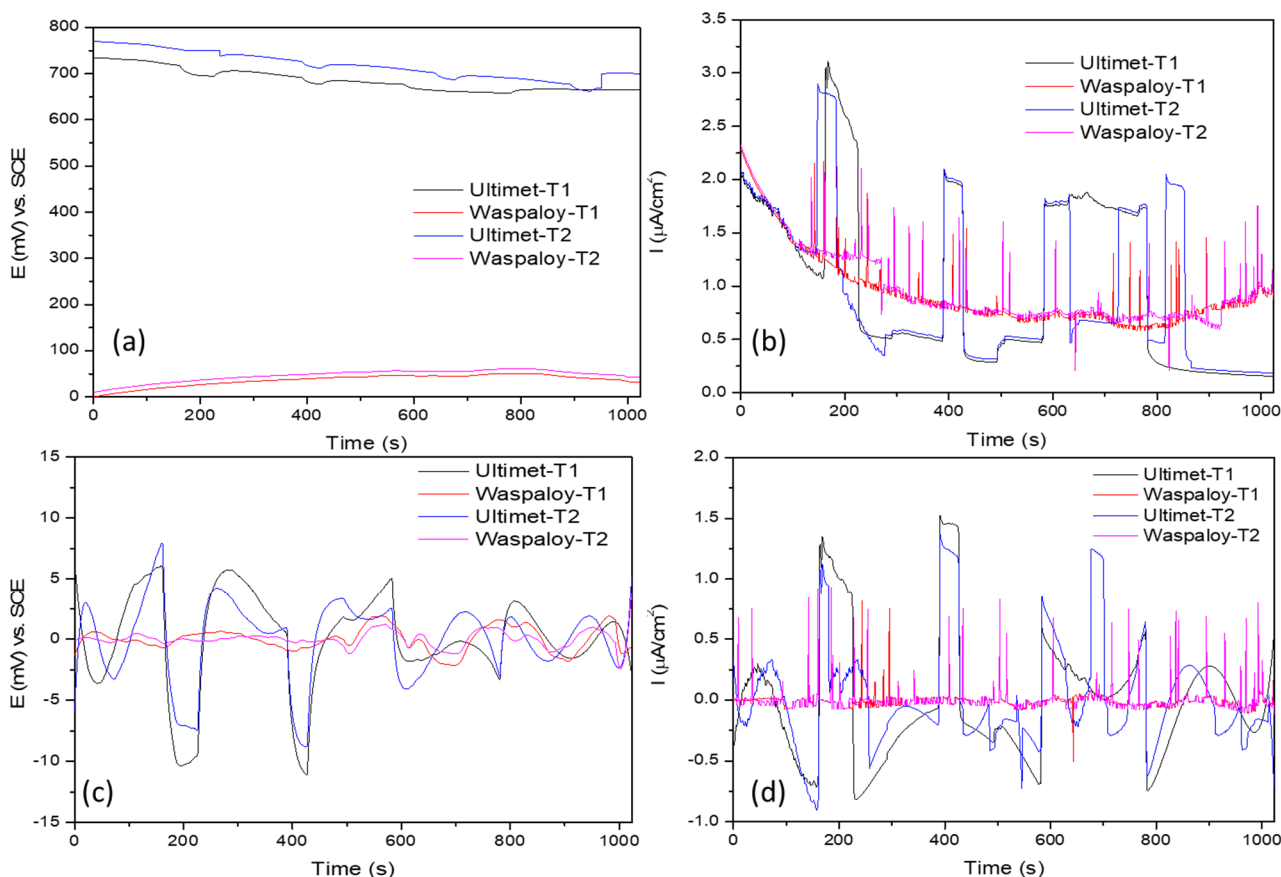 800
700
600
500
400
300
200
100
0
E (mV) vs. SCE
Ultimet-T1
Waspaloy-T1
Ultimet-T2
Waspaloy-T2
(a)
0 200 400 600 800 1000
Time (s)
3.5
3.0
2.5
2.0
1.5
1.0
0.5
0.0
I (μA/cm²)
Ultimet-T1
Waspaloy-T1
Ultimet-T2
Waspaloy-T2
(b)
0 200 400 600 800 1000
Time (s)
15
10
5
0
-5
-10
-15
E (mV) vs. SCE
Ultimet-T1
Waspaloy-T1
Ultimet-T2
Waspaloy-T2
(c)
0 200 400 600 800 1000
Time (s)
2.0
1.5
1.0
0.5
0.0
-0.5
-1.0
I (μA/cm²)
Ultimet-T1
Waspaloy-T1
Ultimet-T2
Waspaloy-T2
(d)
0 200 400 600 800 1000
Time (s)